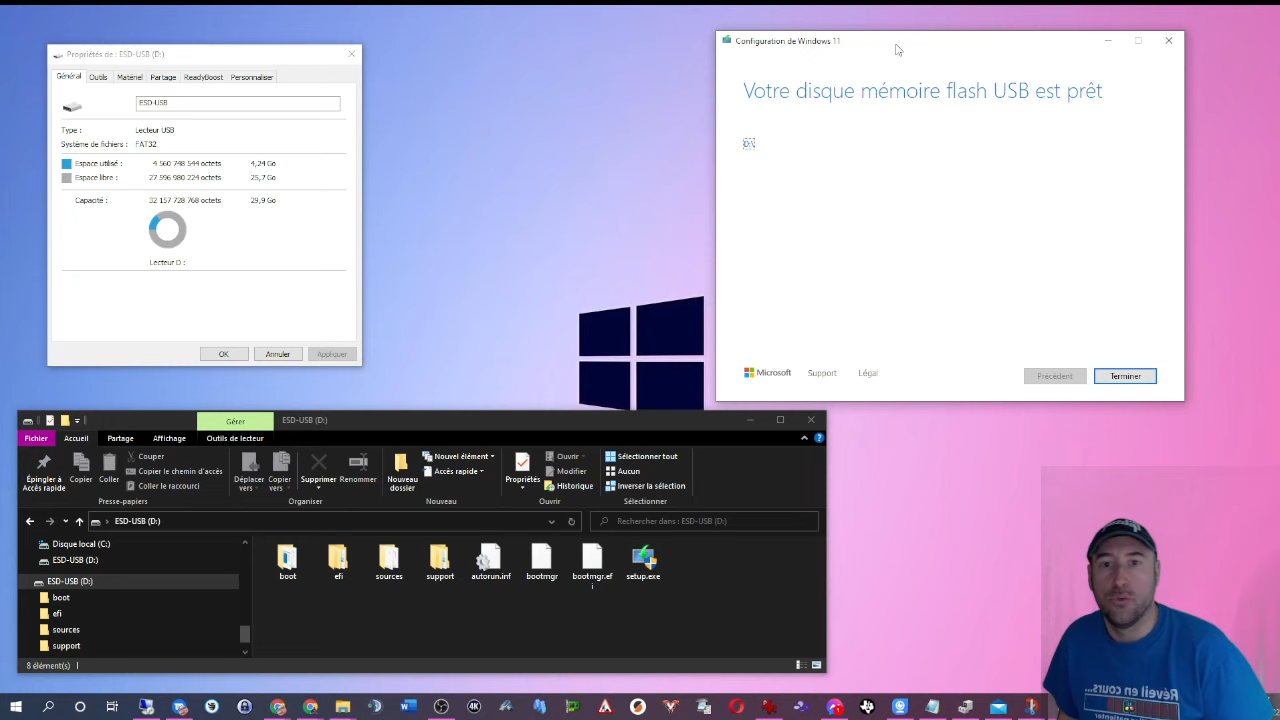 Propriétés de : ESD-USB (D:)
Général Outils Matériel Partage ReadyBoost Personnaliser
ESD-USB
Type : Lecteur USB
Système de fichiers : FAT32
Espace utilisé : 4 560 748 544 octets 4,24 Go
Espace libre : 27 596 980 224 octets 25,7 Go
Capacité : 32 157 728 768 octets 29,9 Go
Lecteur D :
OK Annuler Appliquer
Configuration de Windows 11
Votre disque mémoire flash USB est prêt
D:\
Microsoft Support Légal Précédent Terminer
Gérer ESD-USB (D:)
Fichier Accueil Partage Affichage Outils de lecteur
Épingler à Accès rapide
Copier
Coller
Couper
Copier le chemin d'accès
Coller le raccourci
Presse-papiers
Déplacer vers
Copier vers
Supprimer
Renommer
Organiser
Nouveau dossier
Nouvel élément
Accès rapide
Nouveau
Propriétés
Ouvrir
Modifier
Historique
Ouvrir
Sélectionner tout
Aucun
Inverser la sélection
Sélectionner
ESD-USB (D:)
Rechercher dans : ESD-USB (D:)
Disque local (C:)
ESD-USB (D:)
ESD-USB (D:)
boot
efi
sources
support
boot efi sources support autorun.inf bootmgr bootmgr.efi setup.exe
8 élément(s)
Réveil en cours...
patienter